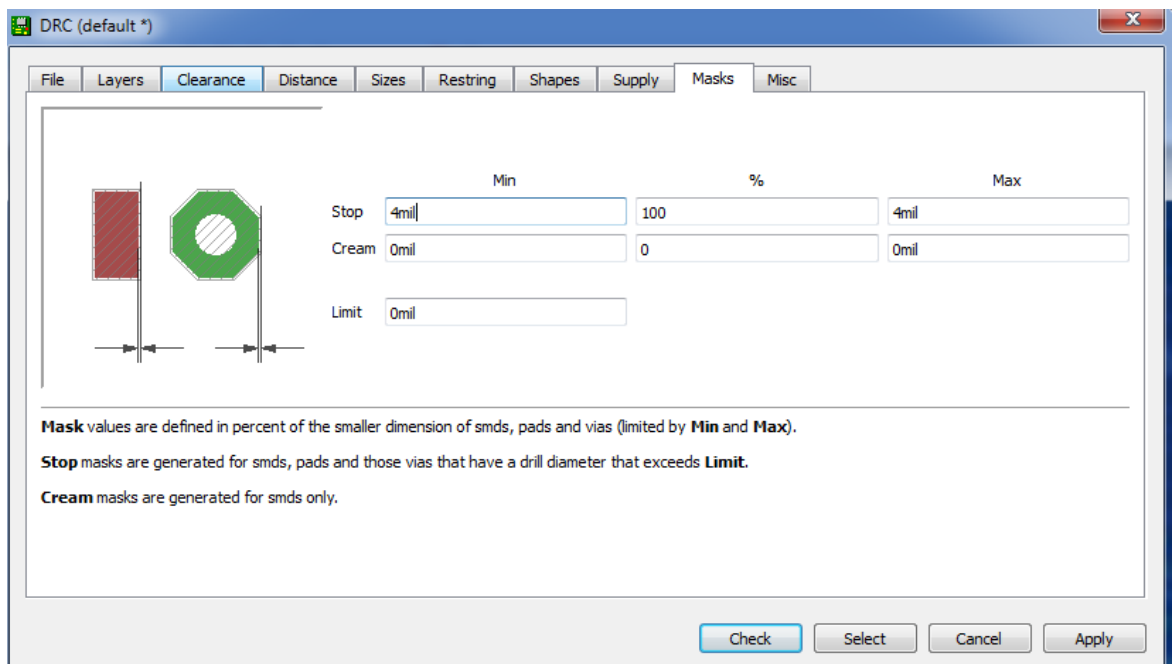 DRC (default *)
File Layers Clearance Distance Sizes Restring Shapes Supply Masks Misc
Min % Max
Stop 4mil 100 4mil
Cream 0mil 0 0mil
Limit 0mil
Mask values are defined in percent of the smaller dimension of smds, pads and vias (limited by Min and Max).
Stop masks are generated for smds, pads and those vias that have a drill diameter that exceeds Limit.
Cream masks are generated for smds only.
Check Select Cancel Apply